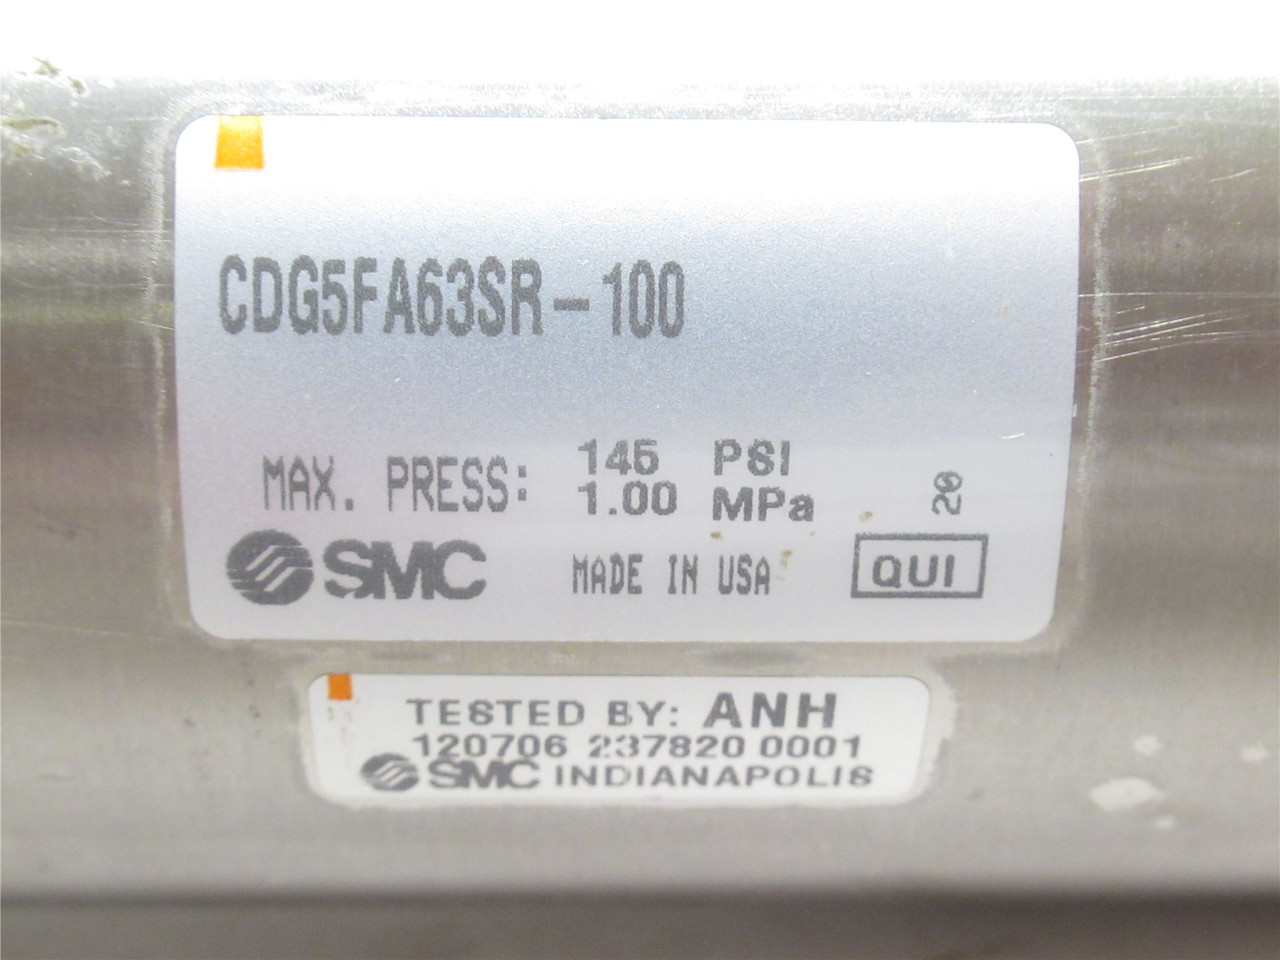 CDG5FA63SR-100
MAX. PRESS: 145 PSI
1.00 MPa
20
SMC MADE IN USA QUI
TESTED BY: ANH
120706 237820 0001
SMC INDIANAPOLIS